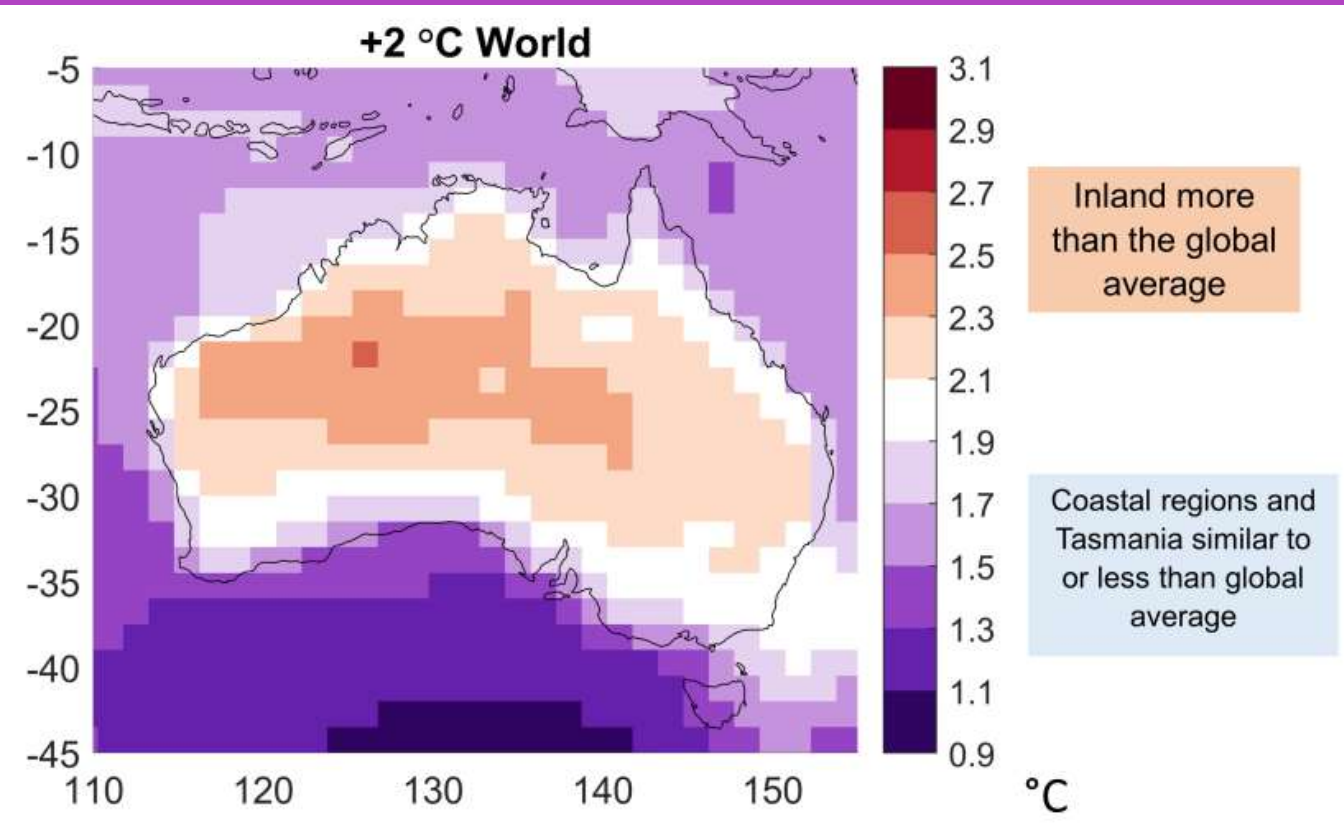 +2 °C World
-5
-10
-15
-20
-25
-30
-35
-40
-45
110 120 130 140 150
3.1
2.9
2.7
2.5
2.3
2.1
1.9
1.7
1.5
1.3
1.1
0.9
°C
Inland more
than the global
average
Coastal regions and
Tasmania similar to
or less than global
average